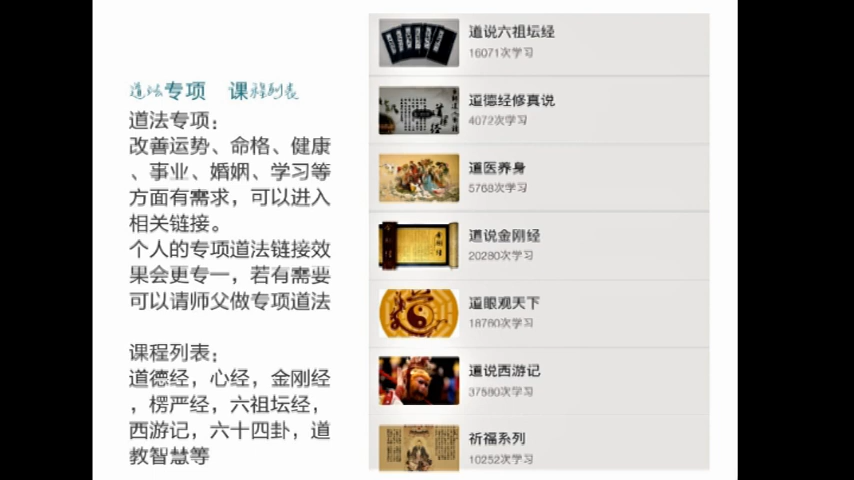 道法专项 课程列表
道法专项：
改善运势、命格、健康
、事业、婚姻、学习等
方面有需求，可以进入
相关链接。
个人的专项道法链接效
果会更专一，若有需要
可以请师父做专项道法
课程列表：
道德经，心经，金刚经
，楞严经，六祖坛经，
西游记，六十四卦，道
教智慧等
道说六祖坛经
16071次学习
道德经修真说
4072次学习
道医养身
5768次学习
道说金刚经
20280次学习
道眼观天下
18780次学习
道说西游记
37580次学习
祈福系列
10252次学习